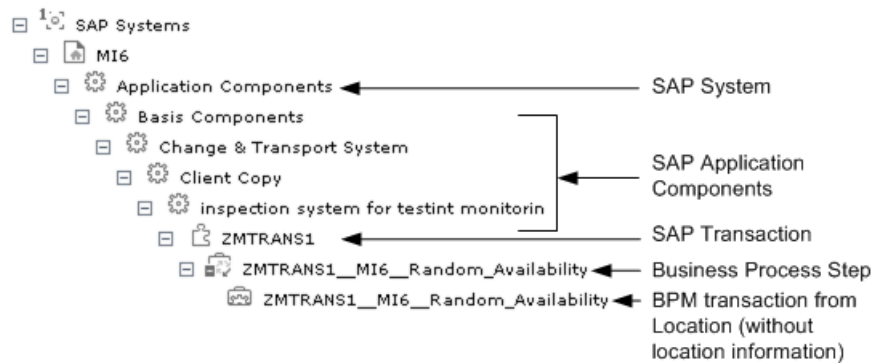 1 SAP Systems
MI6
Application Components
SAP System
Basis Components
Change & Transport System
Client Copy
SAP Application
Components
inspection system for testint monitorin
ZMTRANS1
SAP Transaction
ZMTRANS1__MI6__Random_Availability
Business Process Step
ZMTRANS1__MI6__Random_Availability
BPM transaction from
Location (without
location information)